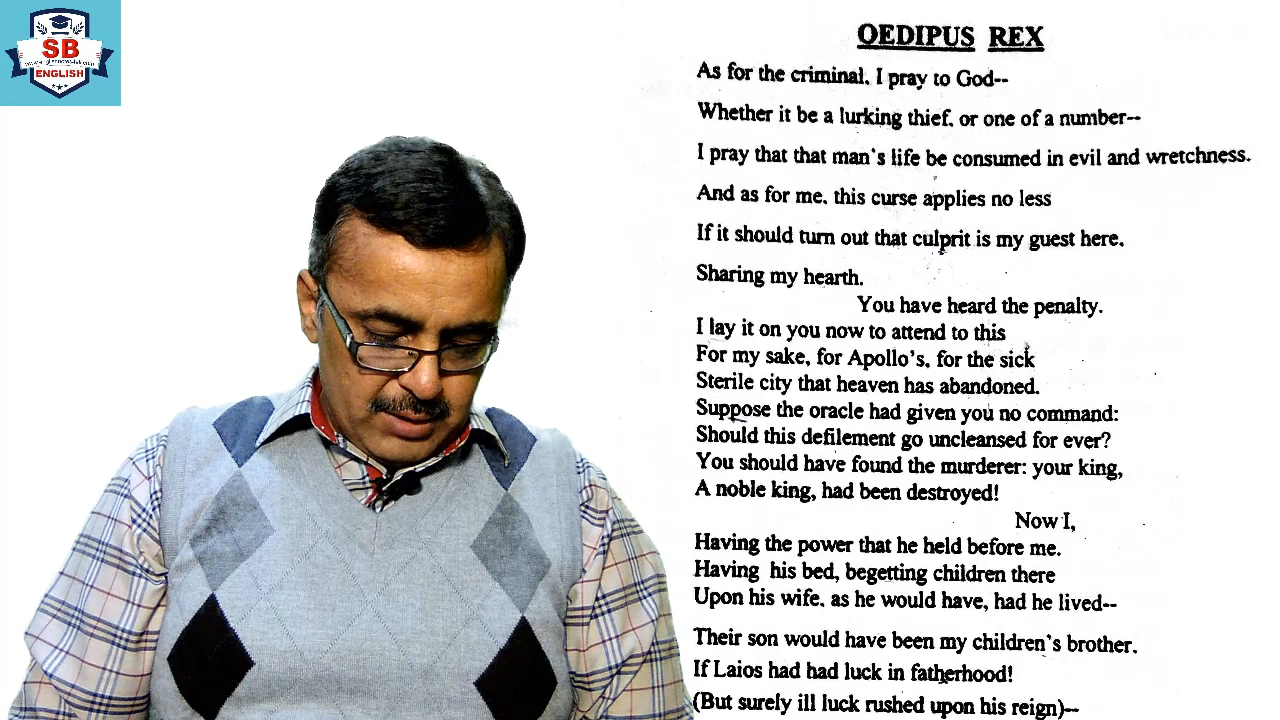 SB
ENGLISH
OEDIPUS REX
As for the criminal, I pray to God--
Whether it be a lurking thief, or one of a number--
I pray that that man's life be consumed in evil and wretchness.
And as for me, this curse applies no less
If it should turn out that culprit is my guest here,
Sharing my hearth.
You have heard the penalty.
I lay it on you now to attend to this
For my sake, for Apollo's, for the sick
Sterile city that heaven has abandoned.
Suppose the oracle had given you no command:
Should this defilement go uncleansed for ever?
You should have found the murderer: your king,
A noble king, had been destroyed!
Now I,
Having the power that he held before me.
Having his bed, begetting children there
Upon his wife, as he would have, had he lived--
Their son would have been my children's brother.
If Laios had had luck in fatherhood!
(But surely ill luck rushed upon his reign)--